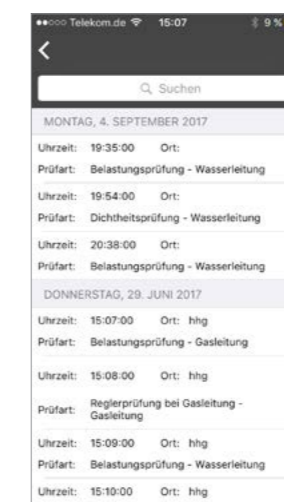 Telekom.de 15:07 9 %
Suchen
MONTAG, 4. SEPTEMBER 2017
Uhrzeit: 19:35:00 Ort:
Prüfart: Belastungsprüfung - Wasserleitung
Uhrzeit: 19:54:00 Ort:
Prüfart: Dichtheitsprüfung - Wasserleitung
Uhrzeit: 20:38:00 Ort:
Prüfart: Belastungsprüfung - Wasserleitung
DONNERSTAG, 29. JUNI 2017
Uhrzeit: 15:07:00 Ort: hhg
Prüfart: Belastungsprüfung - Gasleitung
Uhrzeit: 15:08:00 Ort: hhg
Prüfart: Reglerprüfung bei Gasleitung -
Gasleitung
Uhrzeit: 15:09:00 Ort: hhg
Prüfart: Belastungsprüfung - Wasserleitung
Uhrzeit: 15:10:00 Ort: hhg